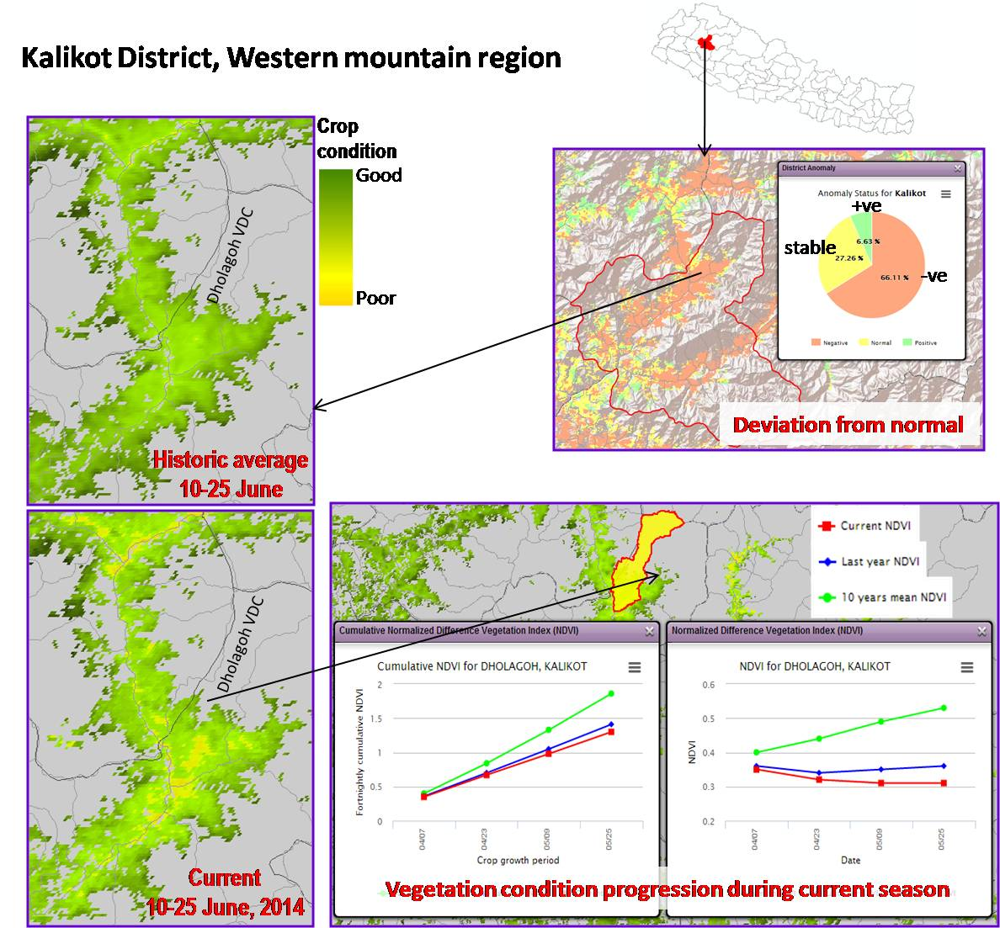 Kalikot District, Western mountain region
Crop
condition
Good
Poor
Dholagoh VDC
Historic average
10-25 June
District Anomaly
Anomaly Status for Kalikot
+ve
6.63 %
stable
27.26 %
66.11 %
-ve
Negative Normal Positive
Deviation from normal
Dholagoh VDC
Current
10-25 June, 2014
Current NDVI
Last year NDVI
10 years mean NDVI
Cumulative Normalized Difference Vegetation Index (NDVI)
Cumulative NDVI for DHOLAGOH, KALIKOT
Fortnightly cumulative NDVI
2
1.5
1
0.5
0
04/07 04/23 05/09 05/25
Crop growth period
Normalized Difference Vegetation Index (NDVI)
NDVI for DHOLAGOH, KALIKOT
NDVI
0.6
0.5
0.4
0.3
0.2
04/07 04/23 05/09 05/25
Date
Vegetation condition progression during current season